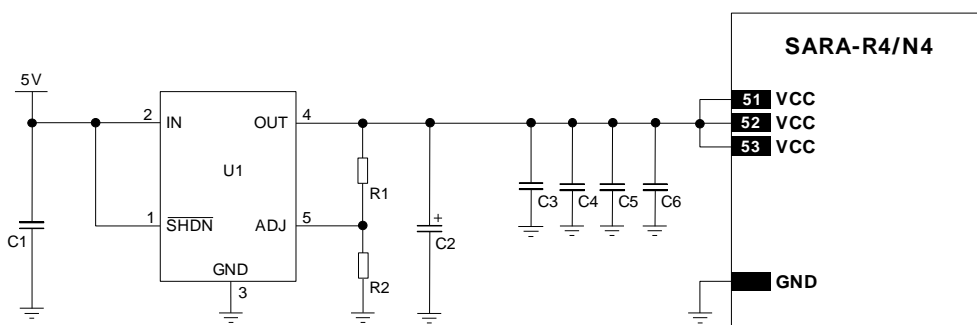 SARA-R4/N4
5V
51 VCC
2 IN OUT 4
52 VCC
53 VCC
U1
R1
C3 C4 C5 C6
1 SHDN ADJ 5
+
C1
C2
GND
R2
GND
3